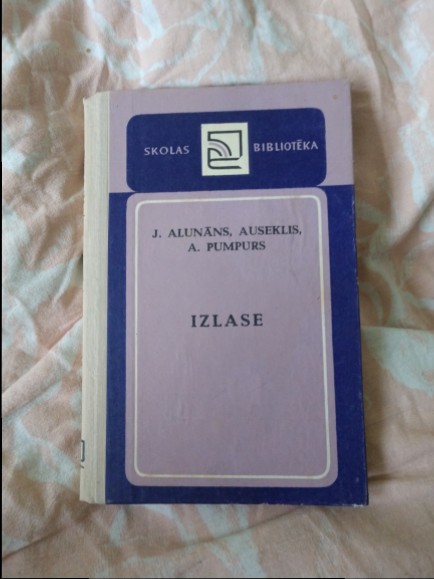 SKOLAS BIBLIOTĒKA
J. ALUNĀNS, AUSEKLIS,
A. PUMPURS
IZLASE